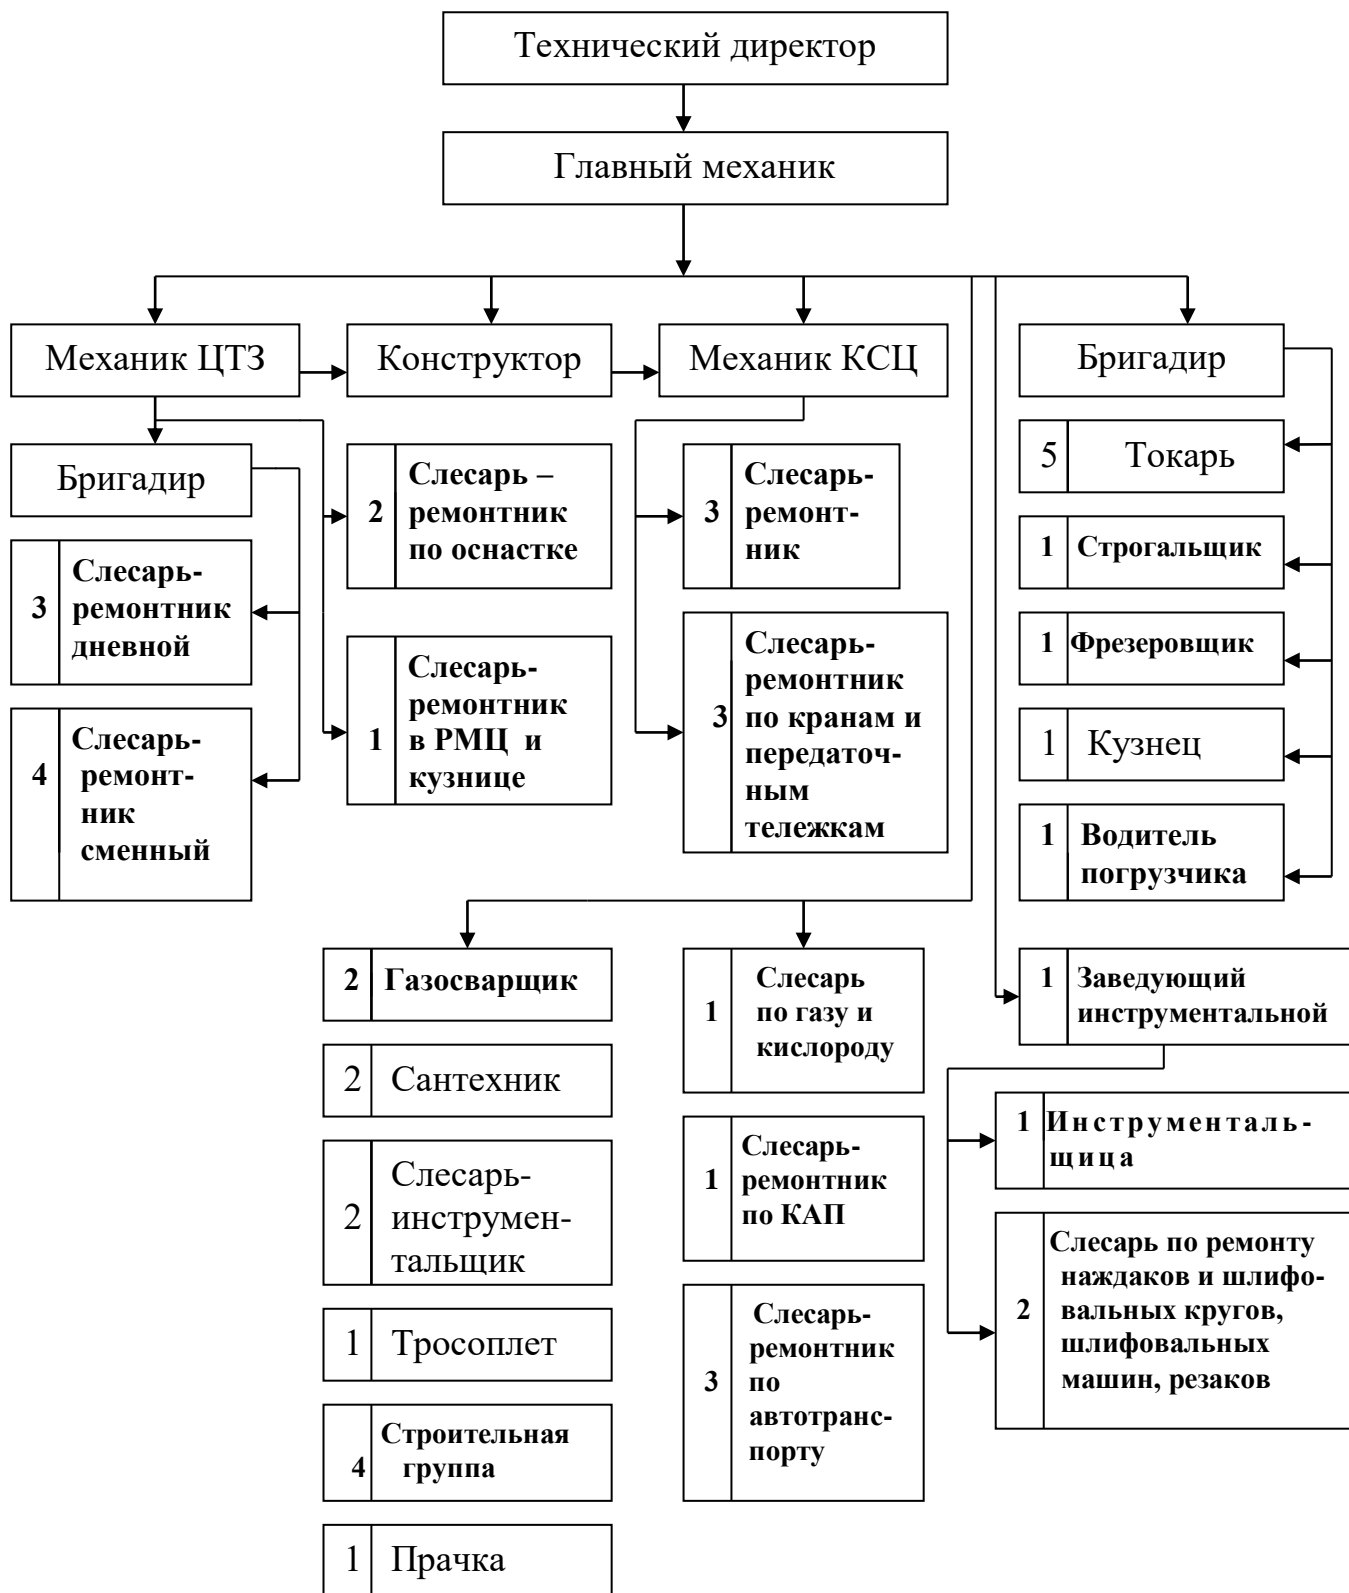 Технический директор
Главный механик
Механик ЦТЗ
Конструктор
Механик КСЦ
Бригадир
Бригадир
3
Слесарь-
ремонтник
дневной
4
Слесарь-
ремонт-
ник
сменный
2
Слесарь –
ремонтник
по оснастке
1
Слесарь-
ремонтник
в РМЦ и
кузнице
3
Слесарь-
ремонт-
ник
3
Слесарь-
ремонтник
по кранам и
передаточ-
ным
тележкам
5 Токарь
1 Строгальщик
1 Фрезеровщик
1 Кузнец
1 Водитель
погрузчика
2 Газосварщик
2 Сантехник
2
Слесарь-
инструмен-
тальщик
1 Тросоплет
4
Строительная
группа
1 Прачка
1
Слесарь
по газу и
кислороду
1
Слесарь-
ремонтник
по КАП
3
Слесарь-
ремонтник
по
автотранс-
порту
1 Заведующий
инструментальной
1 Инструменталь-
щица
2
Слесарь по ремонту
наждаков и шлифо-
вальных кругов,
шлифовальных
машин, резаков